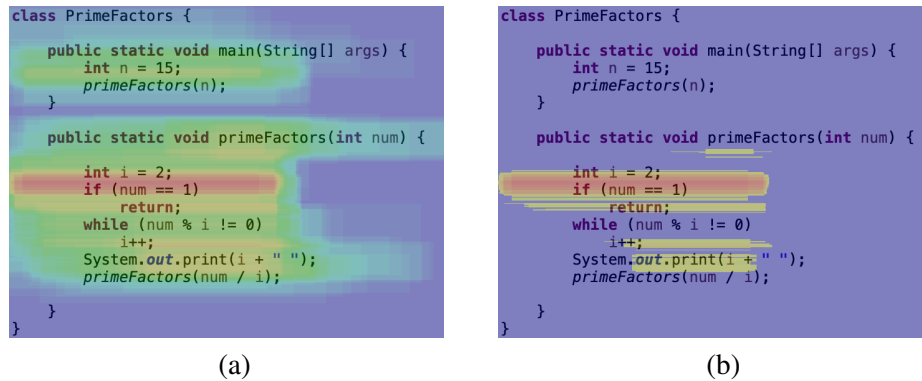 class PrimeFactors {
public static void main(String[] args) {
int n = 15;
primeFactors(n);
}
public static void primeFactors(int num) {
int i = 2;
if (num == 1)
return;
while (num % i != 0)
i++;
System.out.print(i + " ");
primeFactors(num / i);
}
}
(a)
class PrimeFactors {
public static void main(String[] args) {
int n = 15;
primeFactors(n);
}
public static void primeFactors(int num) {
int i = 2;
if (num == 1)
return;
while (num % i != 0)
i++;
System.out.print(i + " ");
primeFactors(num / i);
}
}
(b)